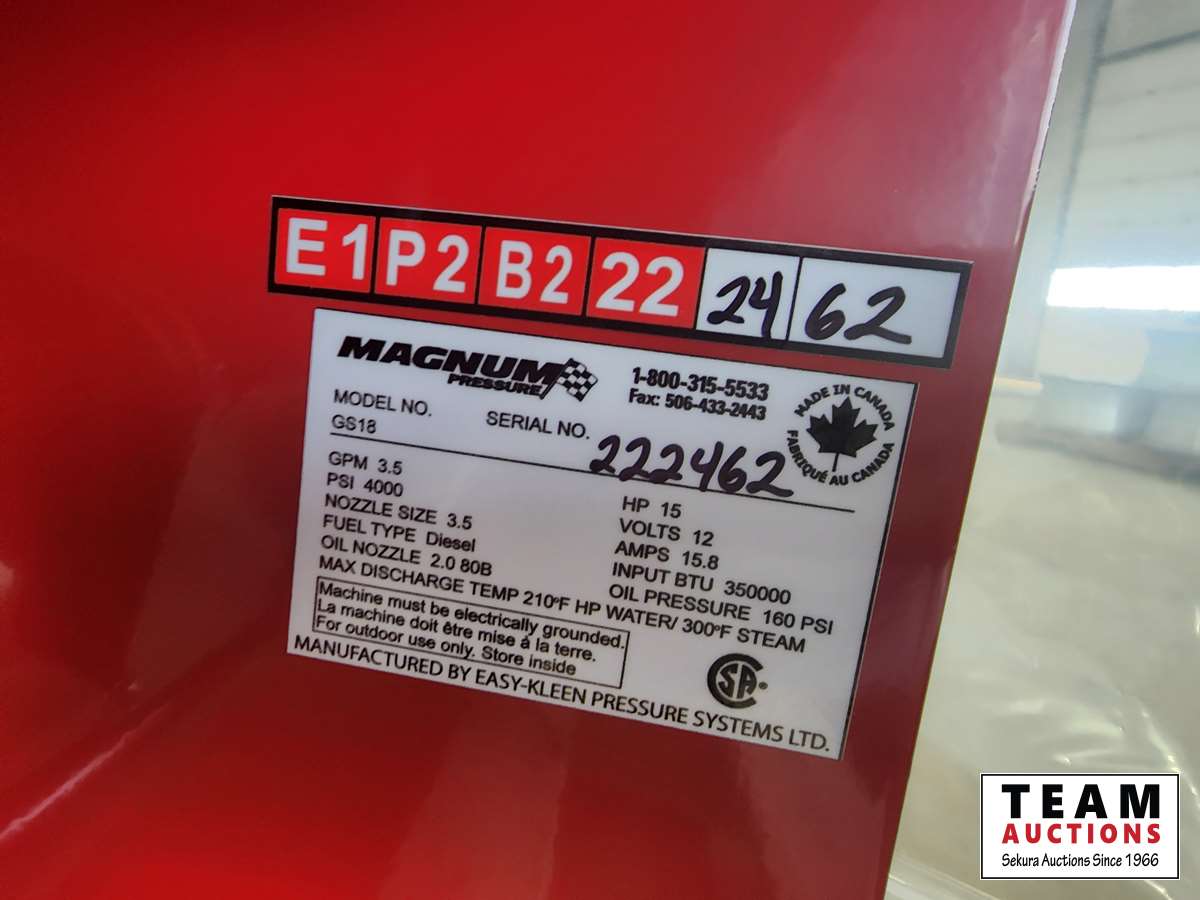 E1 P2 B2 22 24 62
MAGNUM
PRESSURE
1-800-315-5533
Fax: 506-433-2443
MADE IN CANADA
FABRIQUÉ AU CANADA
MODEL NO.
GS18
SERIAL NO.
222462
GPM 3.5
PSI 4000
NOZZLE SIZE 3.5
FUEL TYPE Diesel
OIL NOZZLE 2.0 80B
HP 15
VOLTS 12
AMPS 15.8
INPUT BTU 350000
OIL PRESSURE 160 PSI
MAX DISCHARGE TEMP 210ºF HP WATER/ 300ºF STEAM
Machine must be electrically grounded.
La machine doit être mise á la terre.
For outdoor use only. Store inside
CSA
MANUFACTURED BY EASY-KLEEN PRESSURE SYSTEMS LTD.
TEAM
AUCTIONS
Sekura Auctions Since 1966